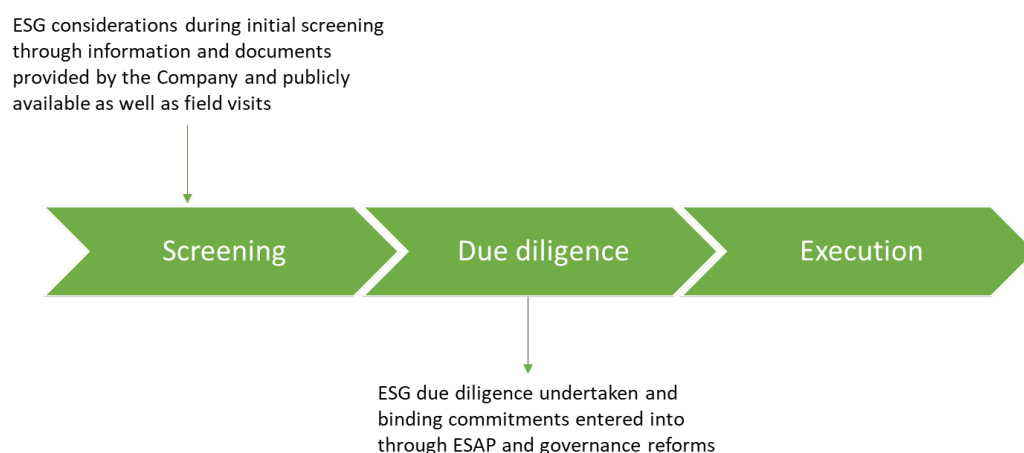 ESG considerations during initial screening
through information and documents
provided by the Company and publicly
available as well as field visits
Screening
Due diligence
Execution
ESG due diligence undertaken and
binding commitments entered into
through ESAP and governance reforms